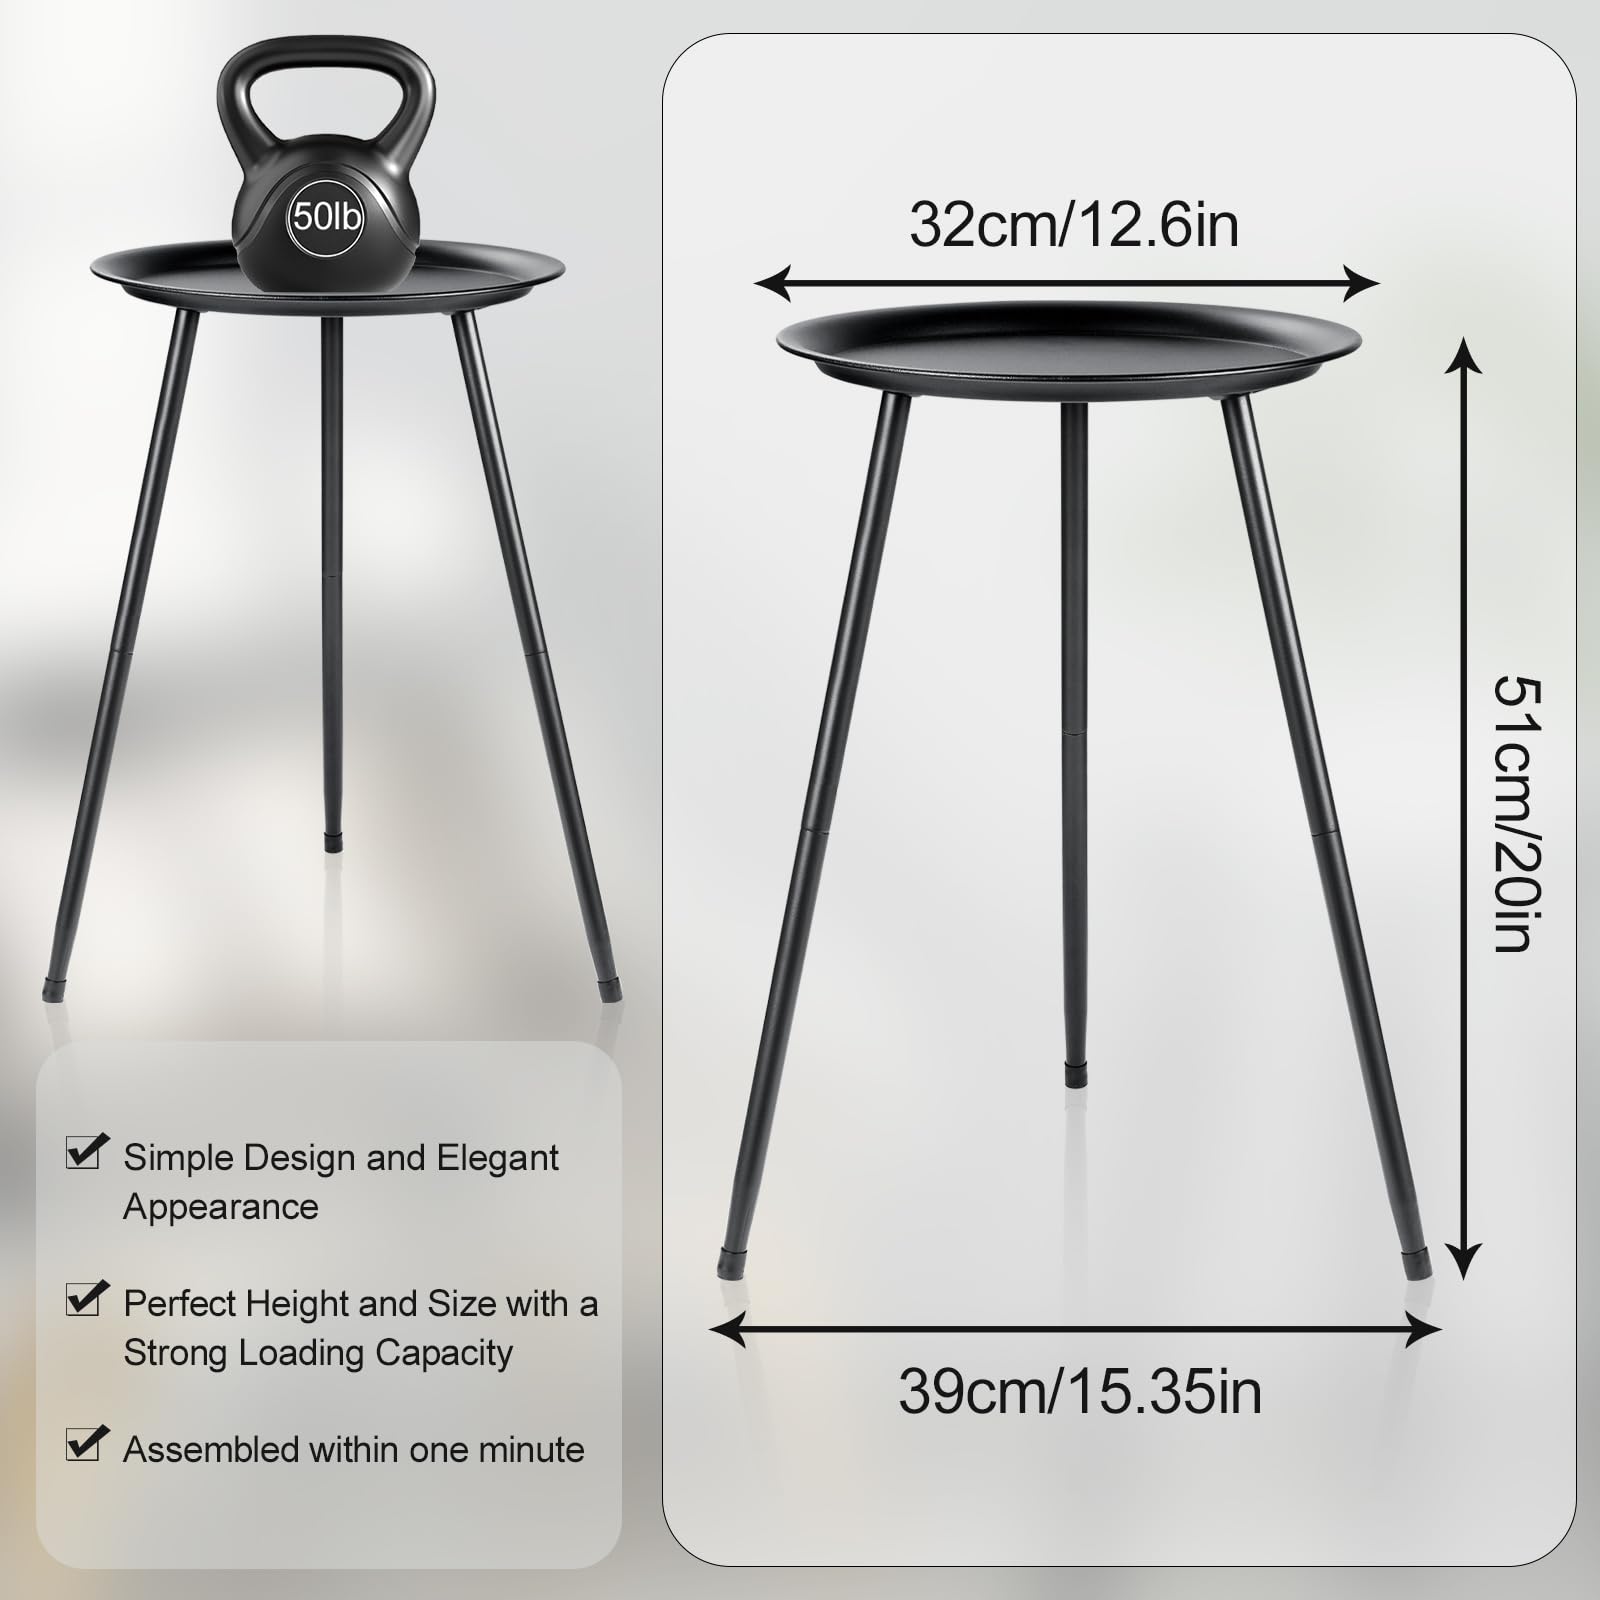 50lb
Simple Design and Elegant
Appearance
Perfect Height and Size with a
Strong Loading Capacity
Assembled within one minute
32cm/12.6in
51cm/20in
39cm/15.35in